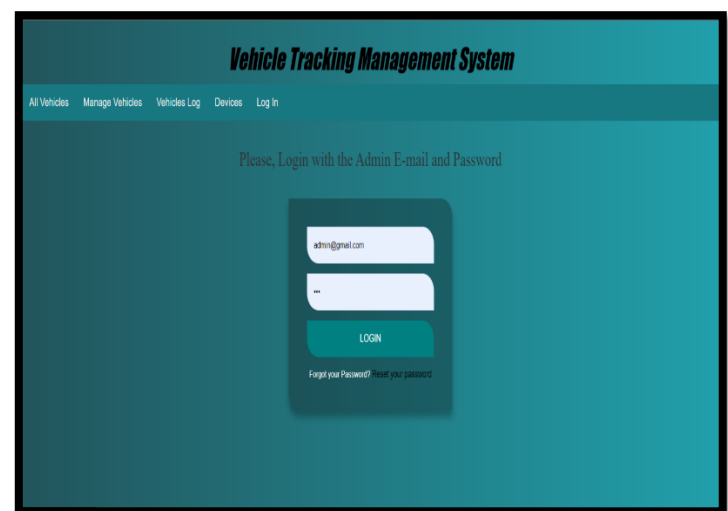 Vehicle Tracking Management System
All Vehicles Manage Vehicles Vehicles Log Devices Log In
Please, Login with the Admin E-mail and Password
admin@gmail.com
•••
LOGIN
Forgot your Password? Reset your password